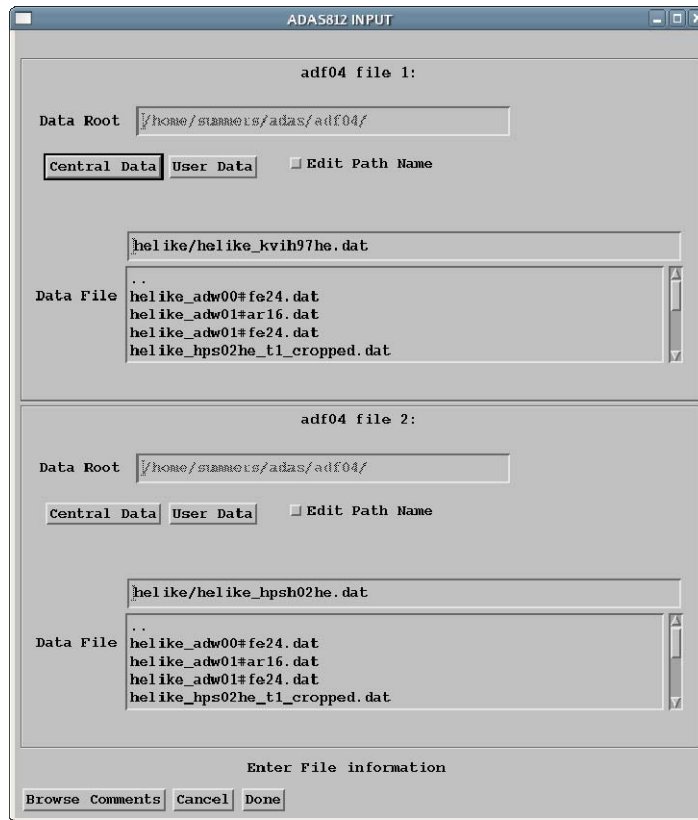 ADAS812 INPUT
adf04 file 1:
Data Root /home/summers/adas/adf04/
Central Data User Data Edit Path Name
helike/helike_kvih97he.dat
..
Data File helike_adw00#fe24.dat
helike_adw01#ar16.dat
helike_adw01#fe24.dat
helike_hps02he_t1_cropped.dat
adf04 file 2:
Data Root /home/summers/adas/adf04/
Central Data User Data Edit Path Name
helike/helike_hpsh02he.dat
..
Data File helike_adw00#fe24.dat
helike_adw01#ar16.dat
helike_adw01#fe24.dat
helike_hps02he_t1_cropped.dat
Enter File information
Browse Comments Cancel Done